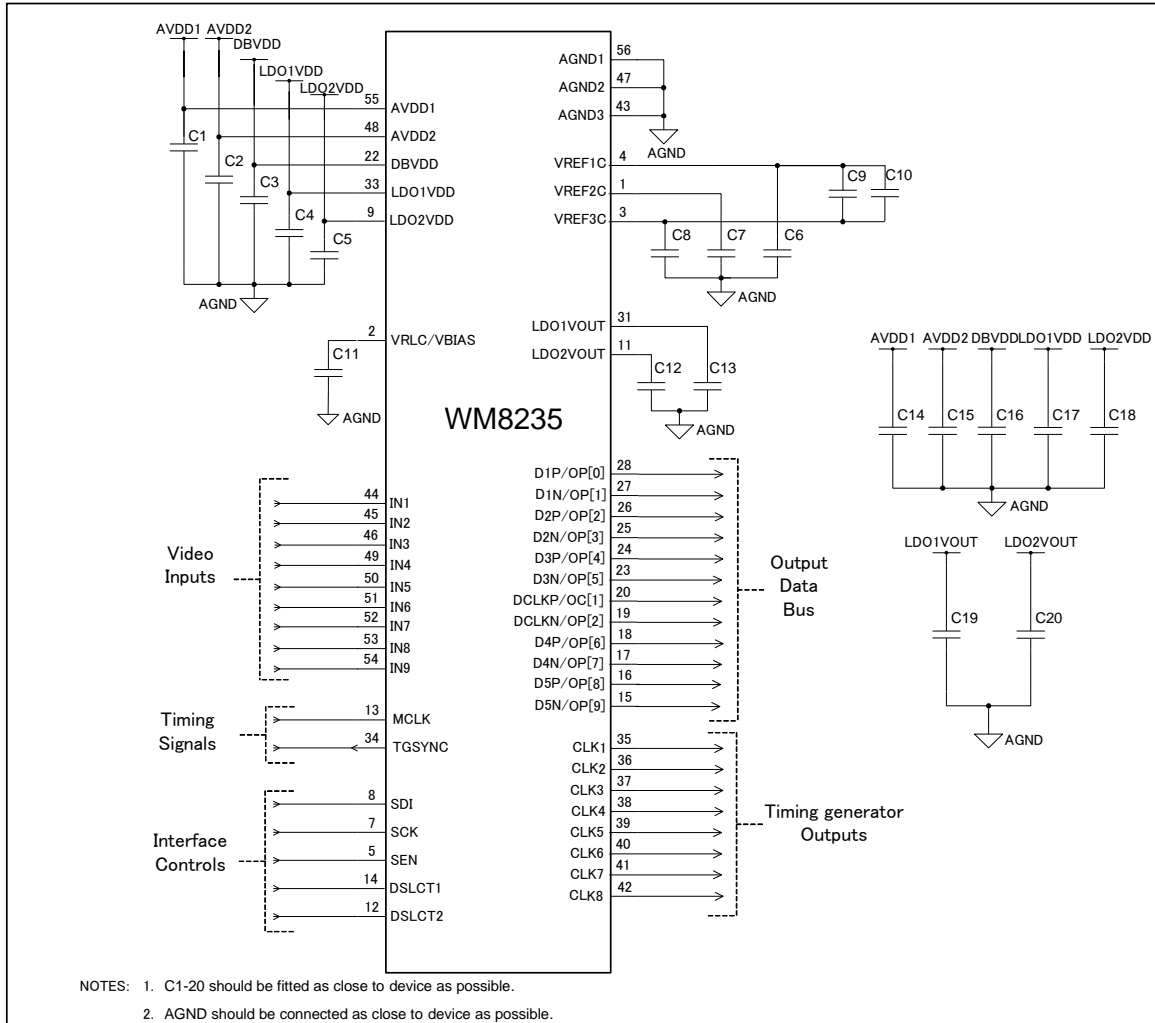 AVDD1
AVDD2
DBVDD
LDO1VDD
LDO2VDD
55
AVDD1
48
AVDD2
22
DBVDD
33
LDO1VDD
9
LDO2VDD
C1
C2
C3
C4
C5
AGND
2
VRLC/VBIAS
C11
AGND
WM8235
56
AGND1
47
AGND2
43
AGND3
AGND
4
VREF1C
1
VREF2C
3
VREF3C
C9
C10
C8
C7
C6
AGND
31
LDO1VOUT
11
LDO2VOUT
C12
C13
AGND
AVDD1
AVDD2
DBVDD
LDO1VDD
LDO2VDD
C14
C15
C16
C17
C18
AGND
LDO1VOUT
LDO2VOUT
C19
C20
AGND
Video
Inputs
44
IN1
45
IN2
46
IN3
49
IN4
50
IN5
51
IN6
52
IN7
53
IN8
54
IN9
Timing
Signals
13
MCLK
34
TGSYNC
Interface
Controls
8
SDI
7
SCK
5
SEN
14
DSLCT1
12
DSLCT2
D1P/OP[0]
28
D1N/OP[1]
27
D2P/OP[2]
26
D2N/OP[3]
25
D3P/OP[4]
24
D3N/OP[5]
23
DCLKP/OC[1]
20
DCLKN/OP[2]
19
D4P/OP[6]
18
D4N/OP[7]
17
D5P/OP[8]
16
D5N/OP[9]
15
Output
Data
Bus
CLK1
35
CLK2
36
CLK3
37
CLK4
38
CLK5
39
CLK6
40
CLK7
41
CLK8
42
Timing generator
Outputs
NOTES: 1. C1-20 should be fitted as close to device as possible.
2. AGND should be connected as close to device as possible.